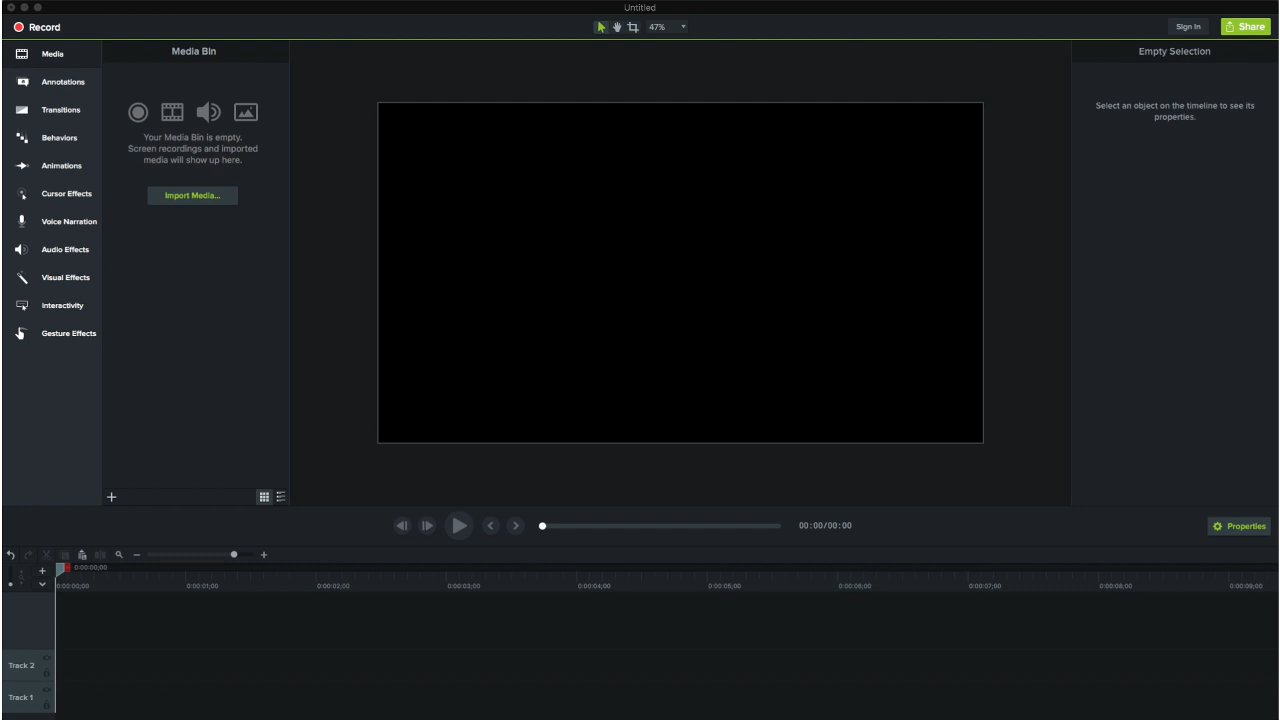 Untitled
Record
47%
Sign In
Share
Media
Annotations
Transitions
Behaviors
Animations
Cursor Effects
Voice Narration
Audio Effects
Visual Effects
Interactivity
Gesture Effects
Media Bin
Your Media Bin is empty.
Screen recordings and imported
media will show up here.
Import Media...
Empty Selection
Select an object on the timeline to see its
properties.
00:00/00:00
Properties
0:00:00;00
0:00:00;00 0:00:01;00 0:00:02;00 0:00:03;00 0:00:04;00 0:00:05;00 0:00:06;00 0:00:07;00 0:00:08;00 0:00:09;00
Track 2
Track 1